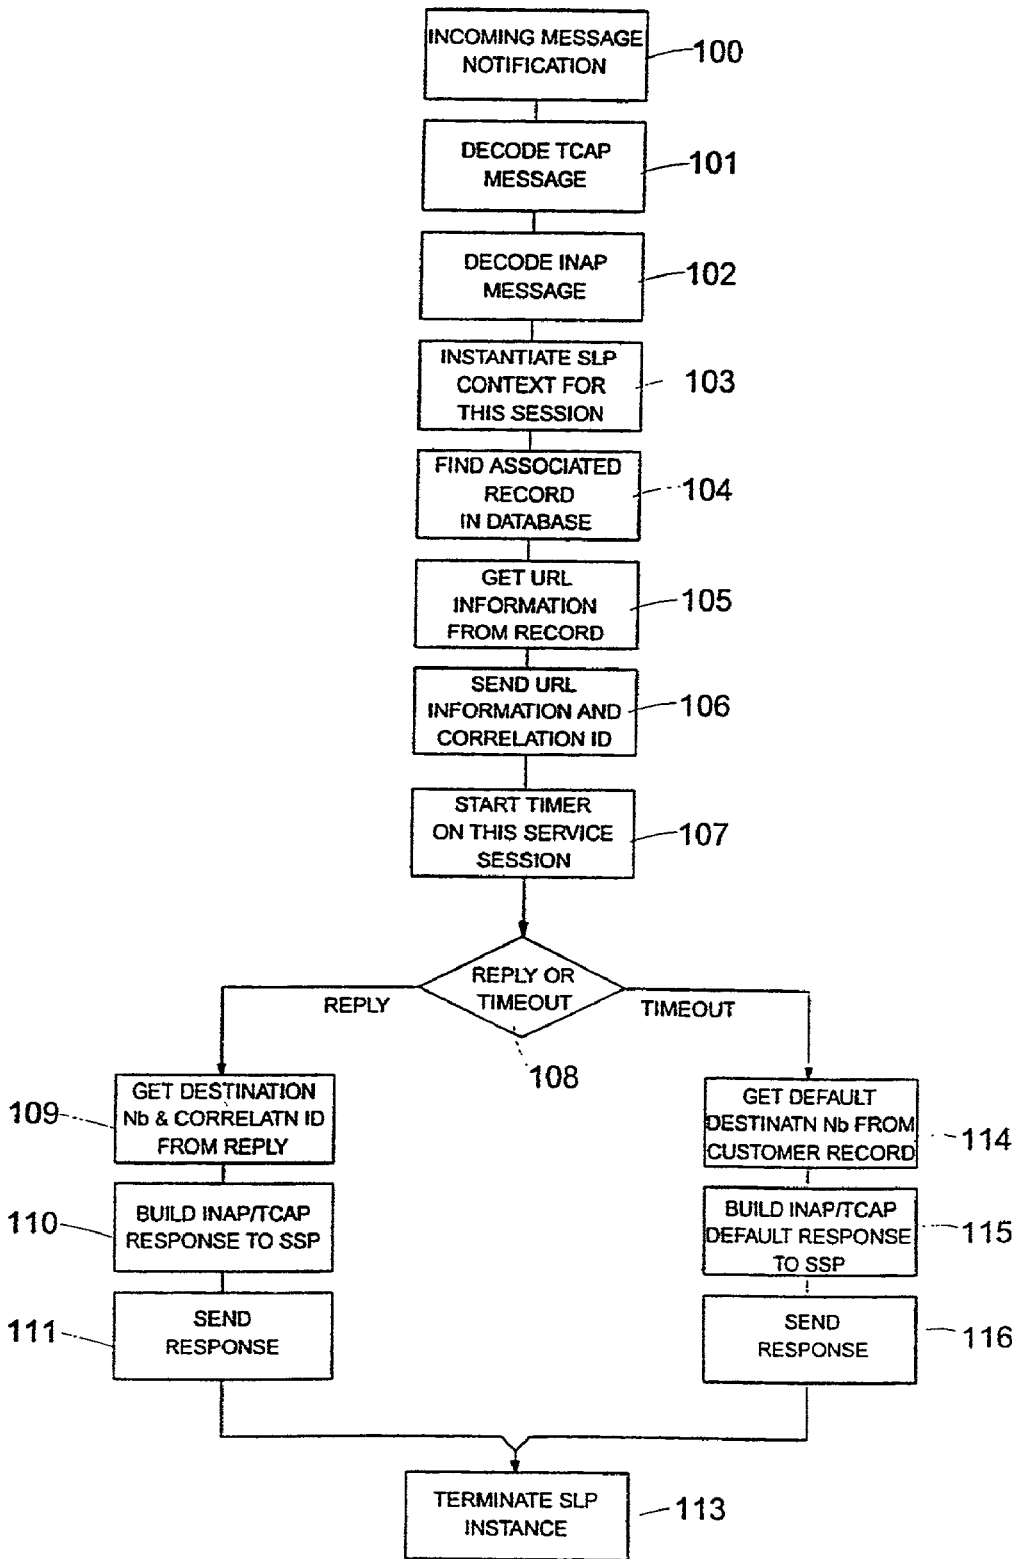 INCOMING MESSAGE
NOTIFICATION
100
DECODE TCAP
MESSAGE
101
DECODE INAP
MESSAGE
102
INSTANTIATE SLP
CONTEXT FOR
THIS SESSION
103
FIND ASSOCIATED
RECORD
IN DATABASE
104
GET URL
INFORMATION
FROM RECORD
105
SEND URL
INFORMATION AND
CORRELATION ID
106
START TIMER
ON THIS SERVICE
SESSION
107
REPLY OR
TIMEOUT
108
REPLY
TIMEOUT
GET DESTINATION
Nb & CORRELATN ID
FROM REPLY
109
BUILD INAP/TCAP
RESPONSE TO SSP
110
SEND
RESPONSE
111
GET DEFAULT
DESTINATN Nb FROM
CUSTOMER RECORD
114
BUILD INAP/TCAP
DEFAULT RESPONSE
TO SSP
115
SEND
RESPONSE
116
TERMINATE SLP
INSTANCE
113